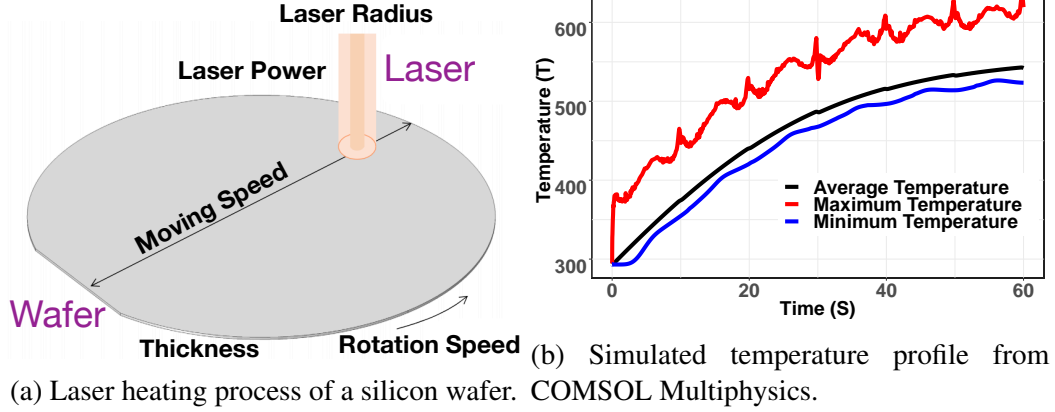 Laser Radius
Laser Power
Laser
Moving Speed
Wafer
Thickness
Rotation Speed
(a) Laser heating process of a silicon wafer.
Temperature (T)
600
500
400
300
Average Temperature
Maximum Temperature
Minimum Temperature
0
20
40
60
Time (S)
(b) Simulated temperature profile from
COMSOL Multiphysics.